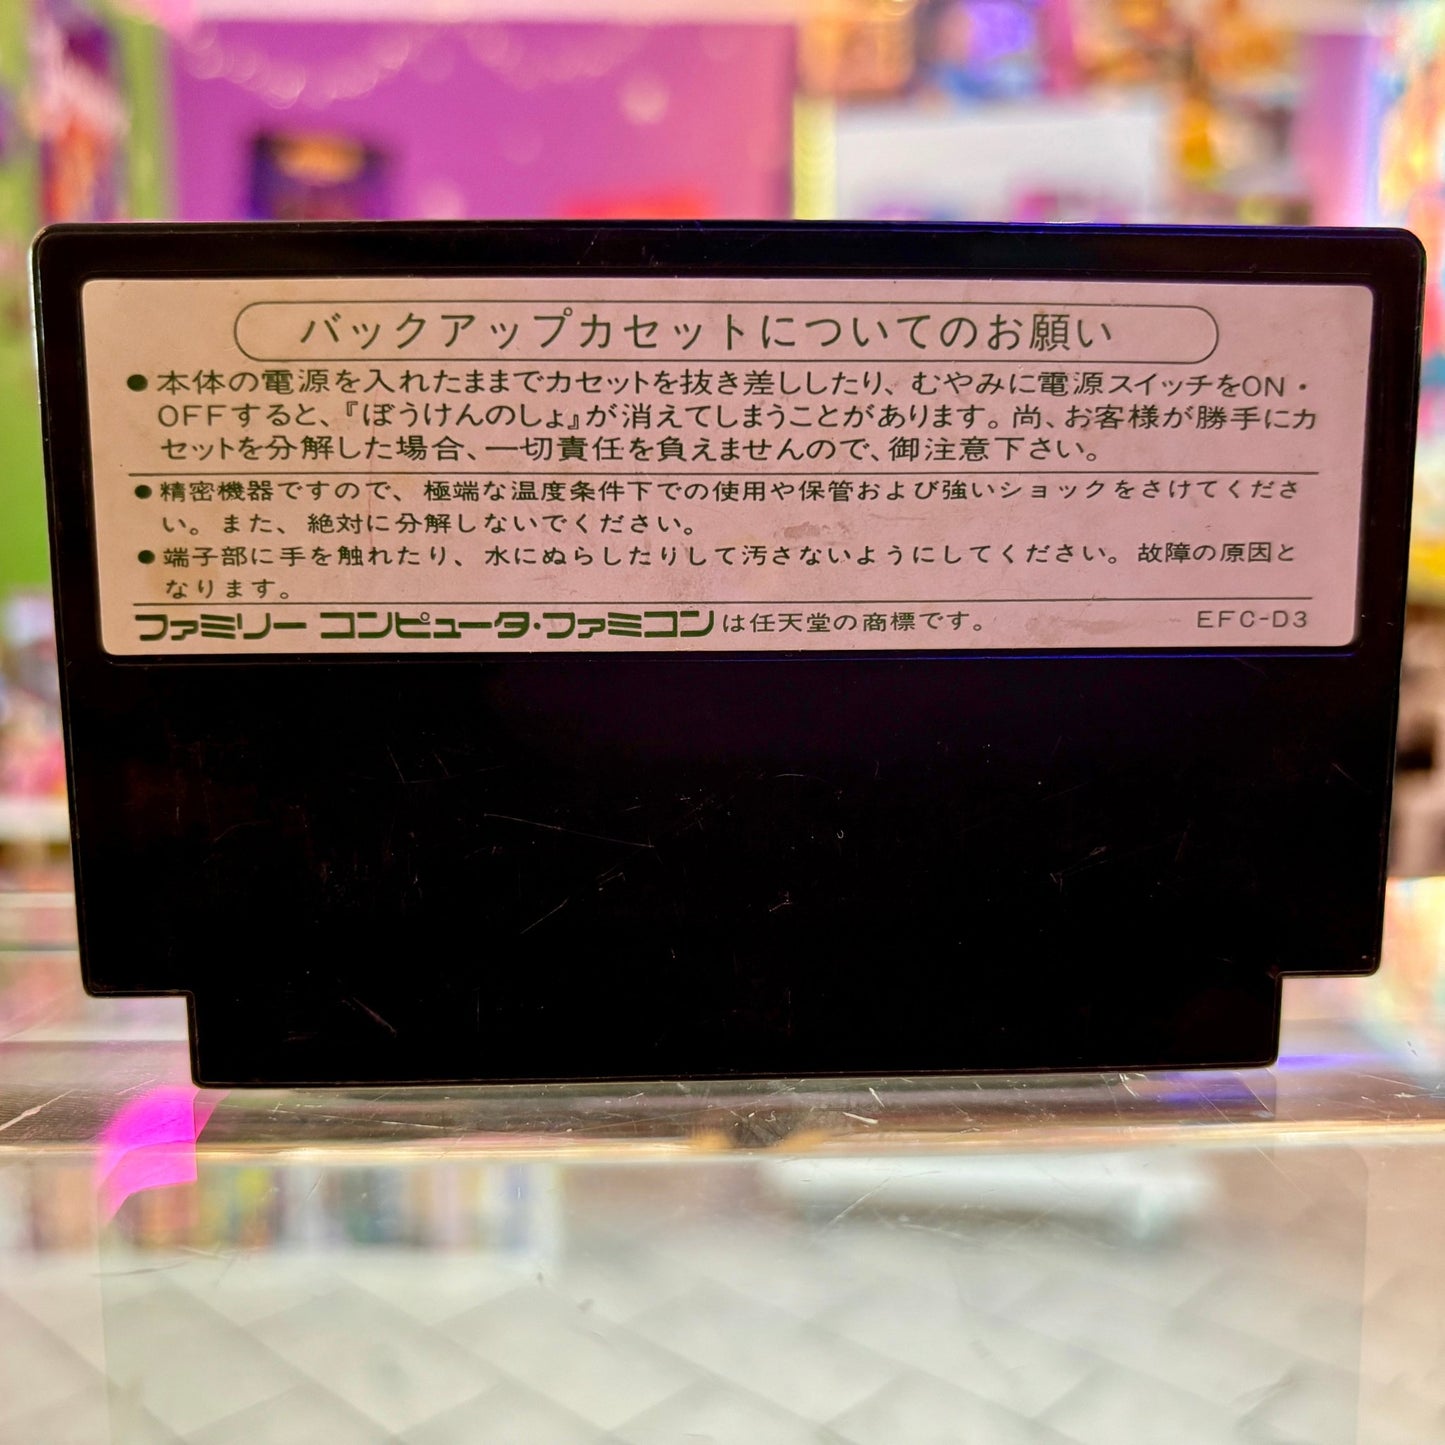 バックアップカセットについてのお願い
●本体の電源を入れたままでカセットを抜き差ししたり、むやみに電源スイッチをON・
OFFすると、『ぼうけんのしょ』が消えてしまうことがあります。尚、お客様が勝手にカ
セットを分解した場合、一切責任を負えませんので、御注意下さい。
●精密機器ですので、極端な温度条件下での使用や保管および強いショックをさけてくださ
い。また、絶対に分解しないでください。
●端子部に手を触れたり、水にぬらしたりして汚さないようにしてください。故障の原因と
なります。
ファミリー コンピュータ・ファミコンは任天堂の商標です。 EFC-D3